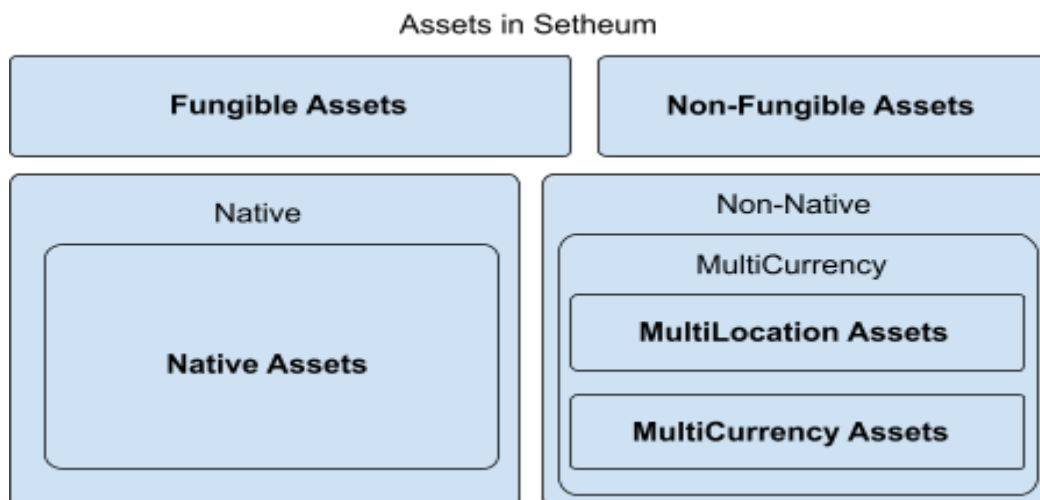 Assets in Setheum
Fungible Assets
Non-Fungible Assets
Native
Native Assets
Non-Native
MultiCurrency
MultiLocation Assets
MultiCurrency Assets